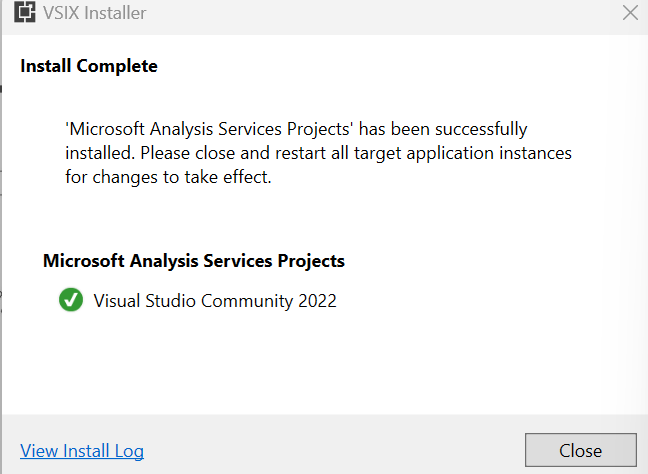 VSIX Installer
Install Complete
'Microsoft Analysis Services Projects' has been successfully
installed. Please close and restart all target application instances
for changes to take effect.
Microsoft Analysis Services Projects
Visual Studio Community 2022
View Install Log
Close